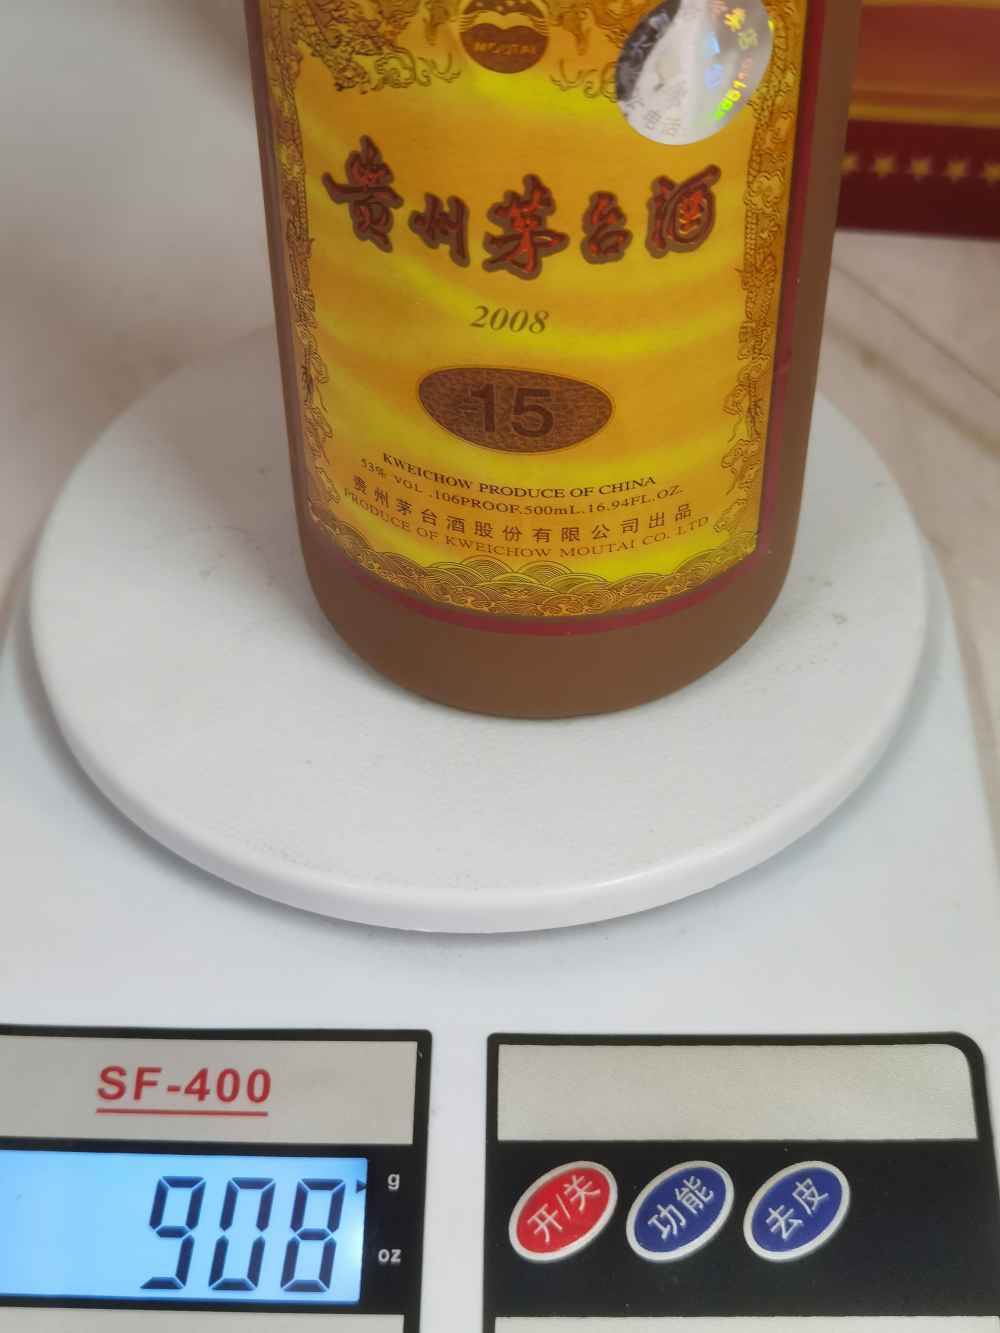 MOUTAI
贵州茅台酒
2008
15
KWEICHOW PRODUCE OF CHINA
53% VOL .106PROOF.500mL.16.94FL.OZ.
贵州茅台酒股份有限公司出品
PRODUCE OF KWEICHOW MOUTAI CO. LTD
SF-400
908
g
oz
开/关
功能
去皮